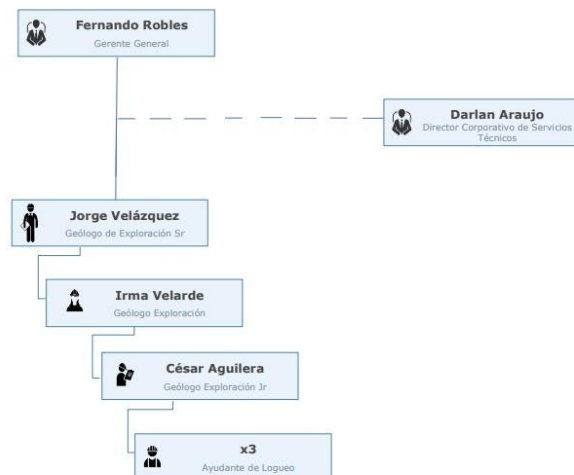 Fernando Robles
Gerente General
Darlan Araujo
Director Corporativo de Servicios
Técnicos
Jorge Velázquez
Geólogo de Exploración Sr
Irma Velarde
Geólogo Exploración
César Aguilera
Geólogo Exploración Jr
x3
Ayudante de Logueo